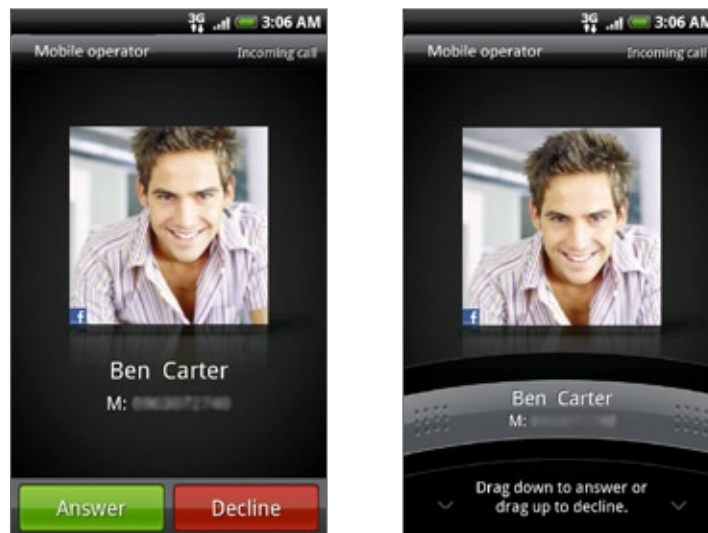 3G 3:06 AM
Mobile operator Incoming call
f
Ben Carter
M:
Answer Decline
3G 3:06 AM
Mobile operator Incoming call
f
Ben Carter
M:
Drag down to answer or
drag up to decline.